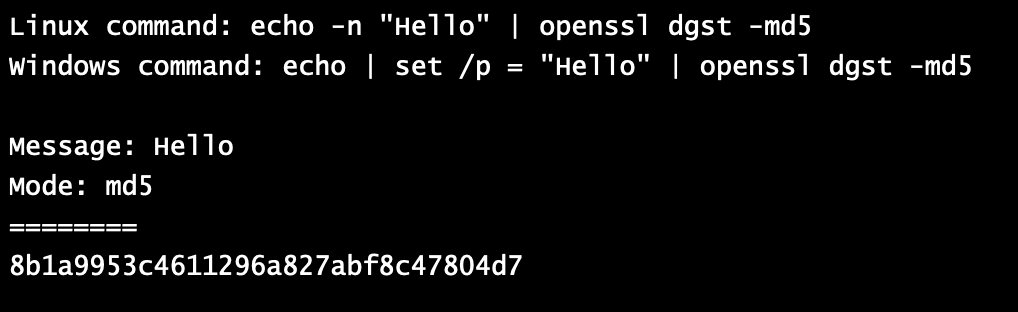 Linux command: echo -n "Hello" | openssl dgst -md5
Windows command: echo | set /p = "Hello" | openssl dgst -md5
Message: Hello
Mode: md5
========
8b1a9953c4611296a827abf8c47804d7